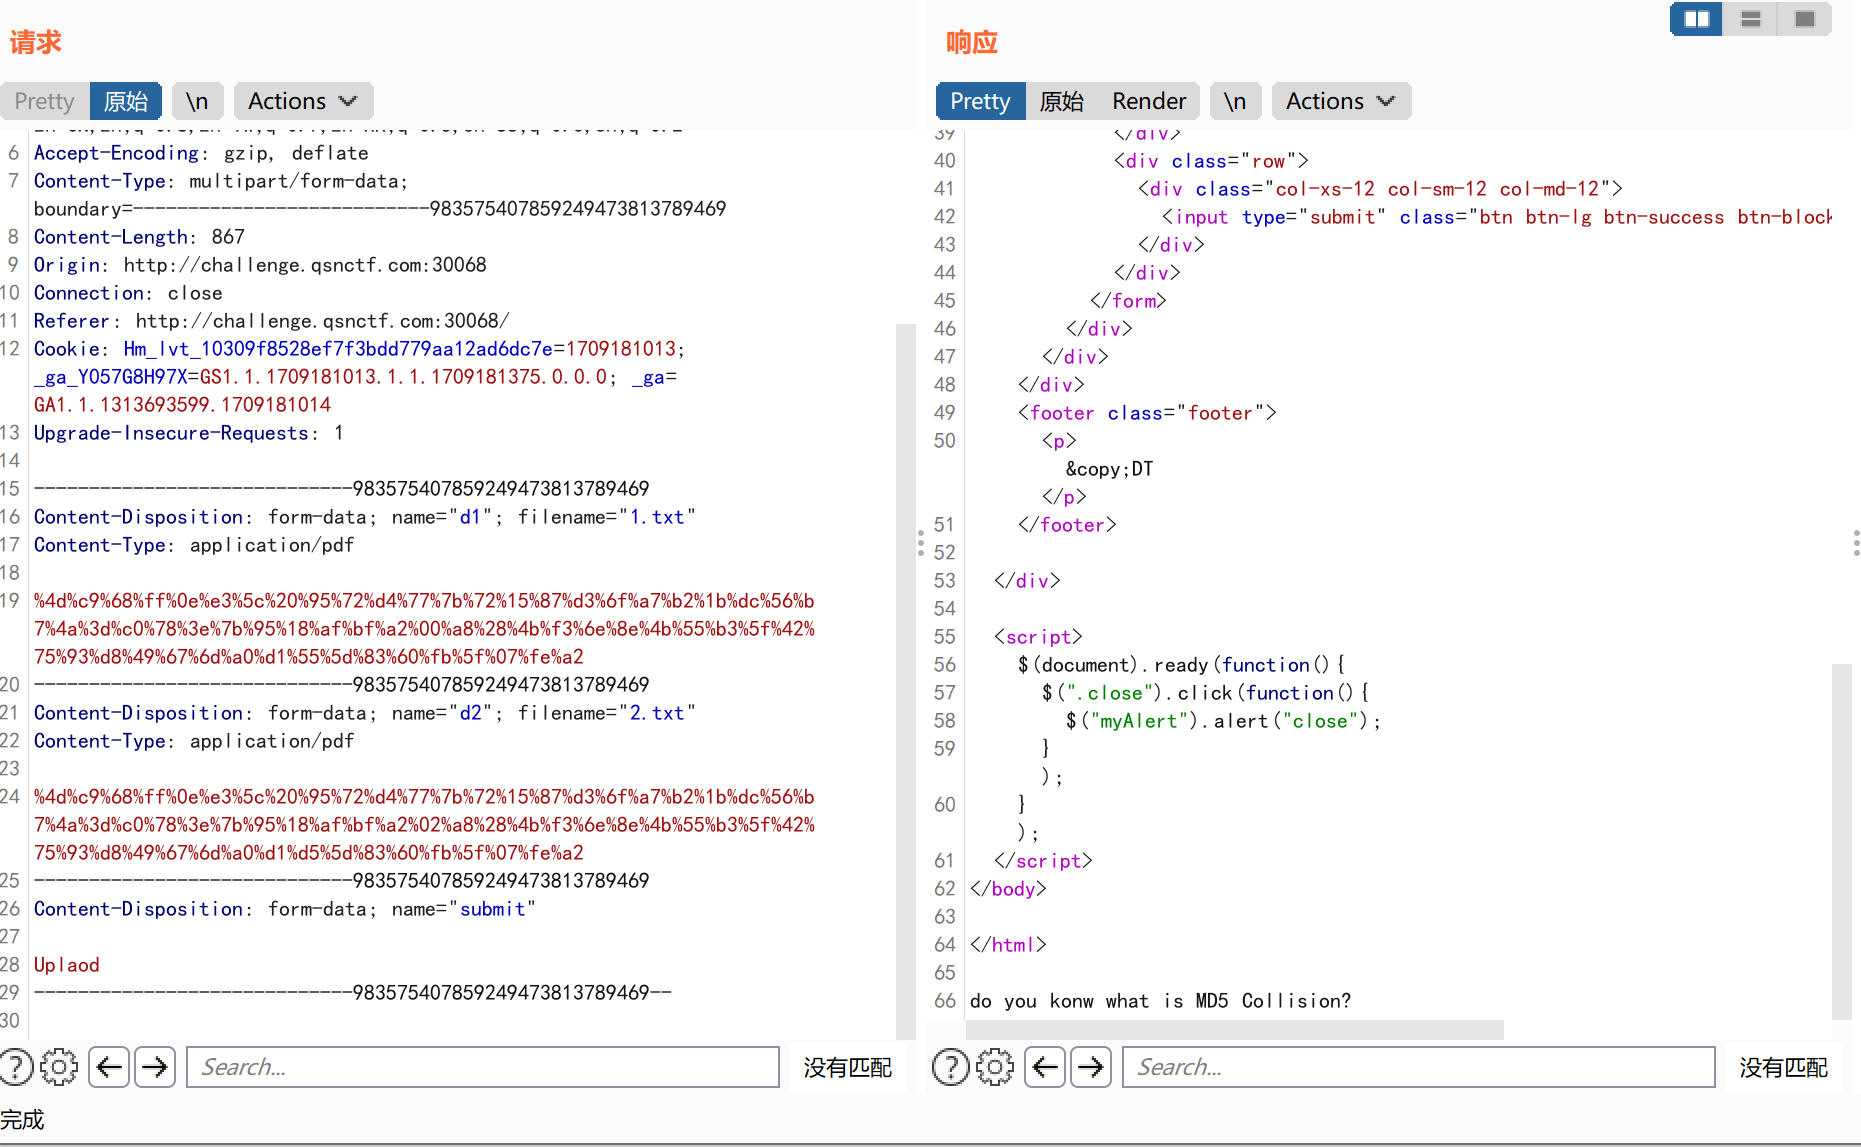 请求
Pretty 原始 \n Actions
6 Accept-Encoding: gzip, deflate
7 Content-Type: multipart/form-data;
boundary=---------------------------983575407859249473813789469
8 Content-Length: 867
9 Origin: http://challenge.qsnctf.com:30068
10 Connection: close
11 Referer: http://challenge.qsnctf.com:30068/
12 Cookie: Hm_lvt_10309f8528ef7f3bdd779aa12ad6dc7e=1709181013;
_ga_Y057G8H97X=GS1.1.1709181013.1.1.1709181375.0.0.0; _ga=
GA1.1.1313693599.1709181014
13 Upgrade-Insecure-Requests: 1
14
15 -----------------------------983575407859249473813789469
16 Content-Disposition: form-data; name="d1"; filename="1.txt"
17 Content-Type: application/pdf
18
19 %4d%c9%68%ff%0e%e3%5c%20%95%72%d4%77%7b%72%15%87%d3%6f%a7%b2%1b%dc%56%b
7%4a%3d%c0%78%3e%7b%95%18%af%bf%a2%00%a8%28%4b%f3%6e%8e%4b%55%b3%5f%42%
75%93%d8%49%67%6d%a0%d1%55%5d%83%60%fb%5f%07%fe%a2
20 -----------------------------983575407859249473813789469
21 Content-Disposition: form-data; name="d2"; filename="2.txt"
22 Content-Type: application/pdf
23
24 %4d%c9%68%ff%0e%e3%5c%20%95%72%d4%77%7b%72%15%87%d3%6f%a7%b2%1b%dc%56%b
7%4a%3d%c0%78%3e%7b%95%18%af%bf%a2%02%a8%28%4b%f3%6e%8e%4b%55%b3%5f%42%
75%93%d8%49%67%6d%a0%d1%d5%5d%83%60%fb%5f%07%fe%a2
25 -----------------------------983575407859249473813789469
26 Content-Disposition: form-data; name="submit"
27
28 Uplaod
29 -----------------------------983575407859249473813789469--
30
Search... 没有匹配
完成
响应
Pretty 原始 Render \n Actions
39 </div>
40 <div class="row">
41 <div class="col-xs-12 col-sm-12 col-md-12">
42 <input type="submit" class="btn btn-lg btn-success btn-block
43 </div>
44 </div>
45 </form>
46 </div>
47 </div>
48 </div>
49 <footer class="footer">
50 <p>
&copy;DT
</p>
51 </footer>
52
53 </div>
54
55 <script>
56 $(document).ready(function(){
57 $(".close").click(function(){
58 $("myAlert").alert("close");
59 }
);
60 }
);
61 </script>
62 </body>
63
64 </html>
65
66 do you konw what is MD5 Collision?
Search... 没有匹配